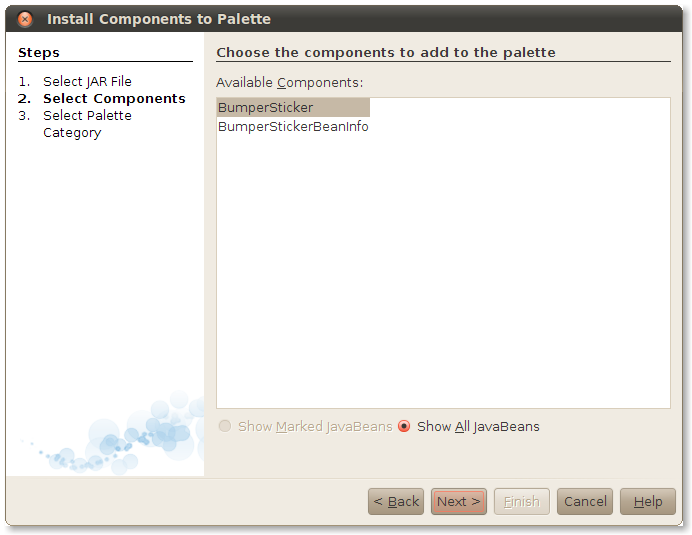 Install Components to Palette
Steps
1. Select JAR File
2. Select Components
3. Select Palette
Category
Choose the components to add to the palette
Available Components:
BumperSticker
BumperStickerBeanInfo
Show Marked JavaBeans Show All JavaBeans
< Back Next > Finish Cancel Help